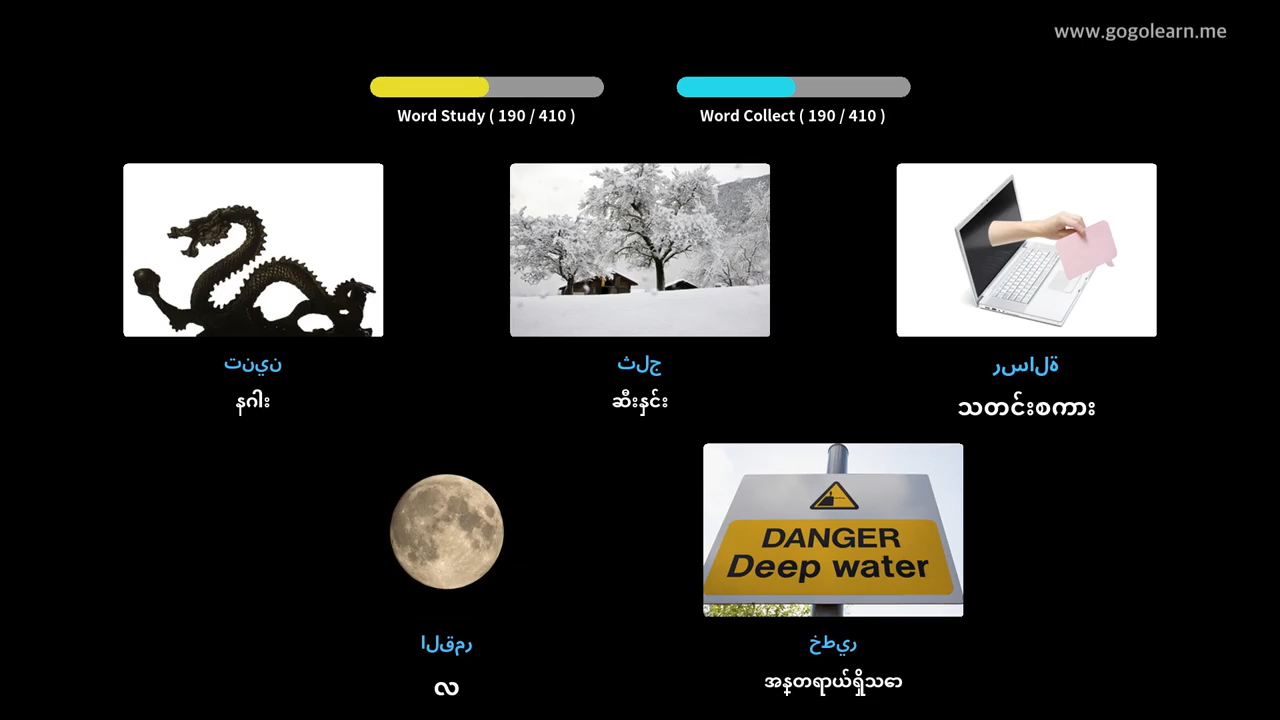 www.gogolearn.me
Word Study ( 190 / 410 )
Word Collect ( 190 / 410 )
تنين
နဂါး
ثلج
ဆီးနှင်း
رسالة
သတင်းစကား
DANGER
Deep water
القمر
လ
خطير
အန္တရာယ်ရှိသော